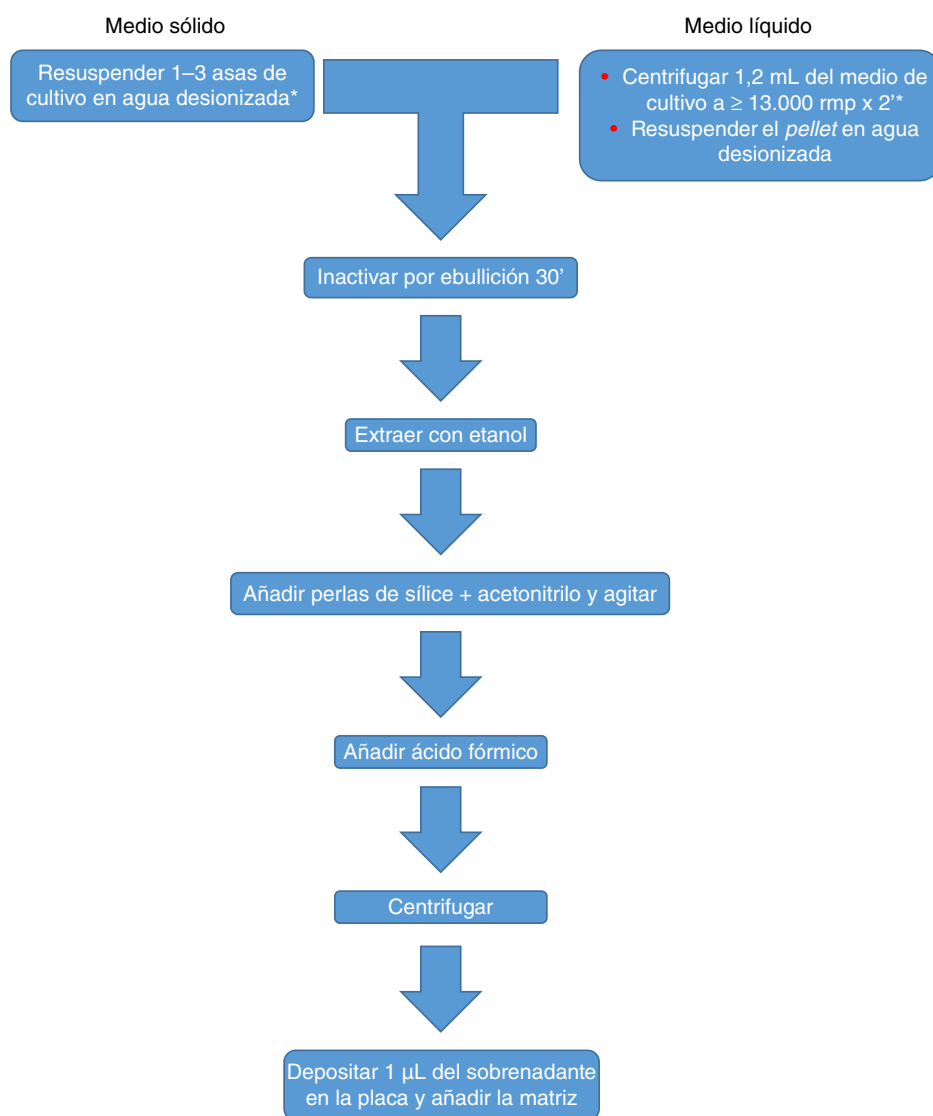 Medio sólido
Resuspender 1–3 asas de
cultivo en agua desionizada*
Medio líquido
• Centrifugar 1,2 mL del medio de
cultivo a ≥ 13.000 rmp x 2’*
• Resuspender el pellet en agua
desionizada
Inactivar por ebullición 30’
Extraer con etanol
Añadir perlas de sílice + acetonitrilo y agitar
Añadir ácido fórmico
Centrifugar
Depositar 1 µL del sobrenadante
en la placa y añadir la matriz